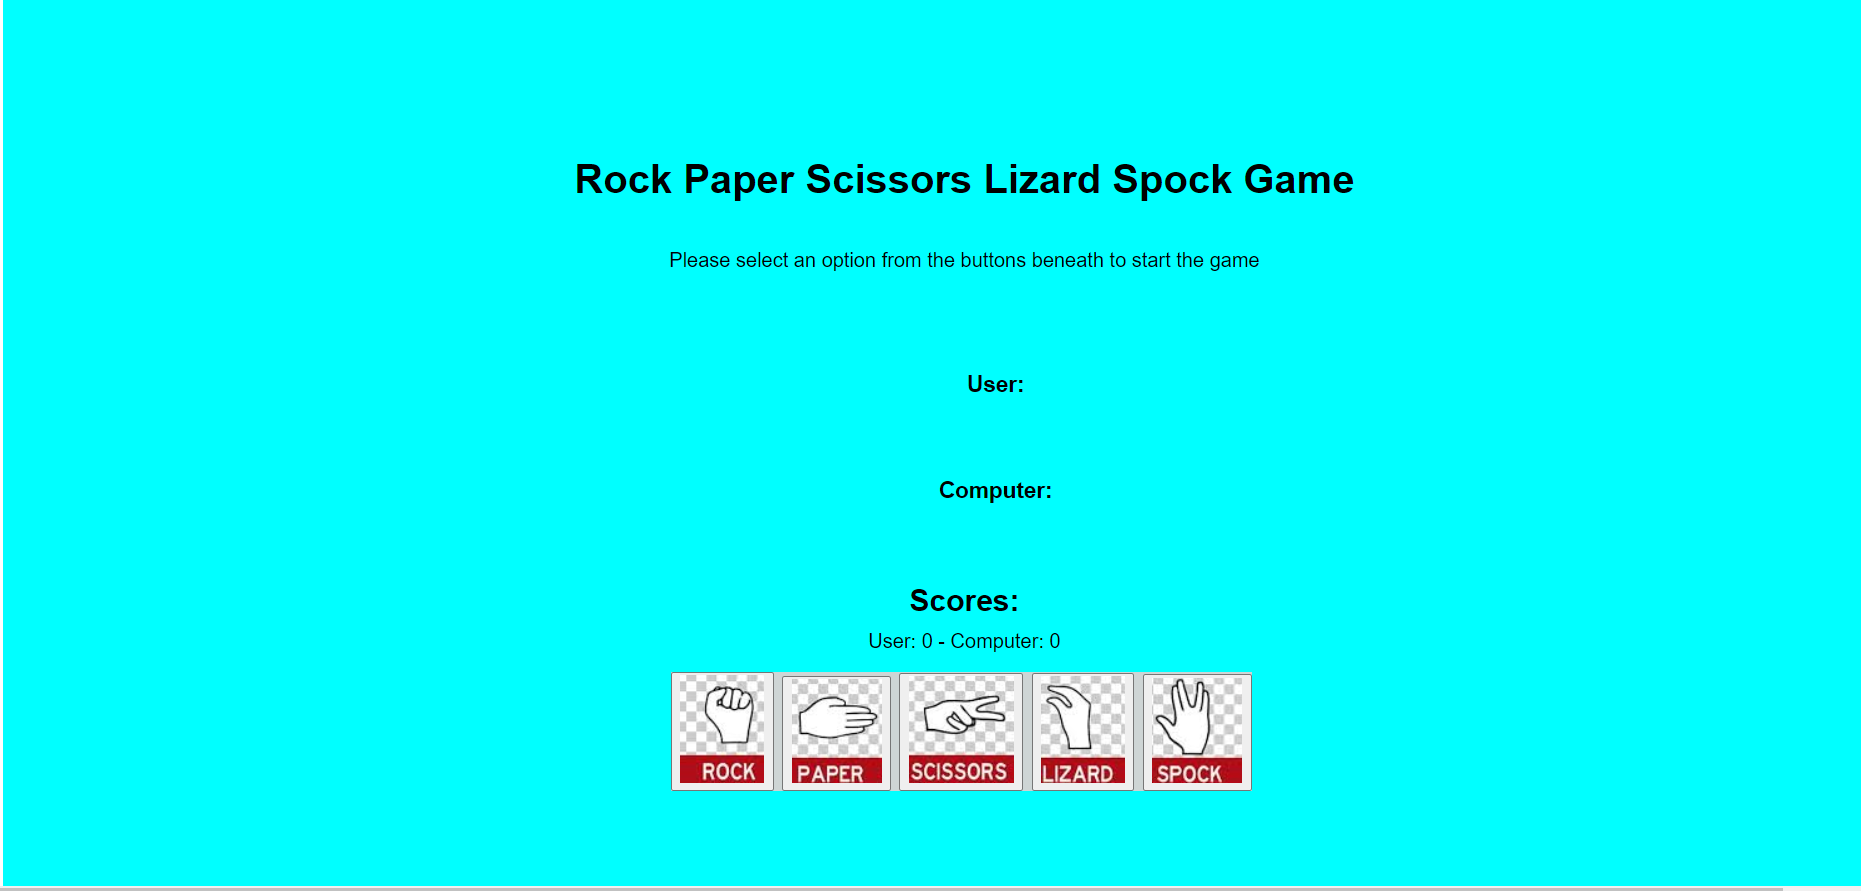 Rock Paper Scissors Lizard Spock Game
Please select an option from the buttons beneath to start the game
User:
Computer:
Scores:
User: 0 - Computer: 0
ROCK PAPER SCISSORS LIZARD SPOCK